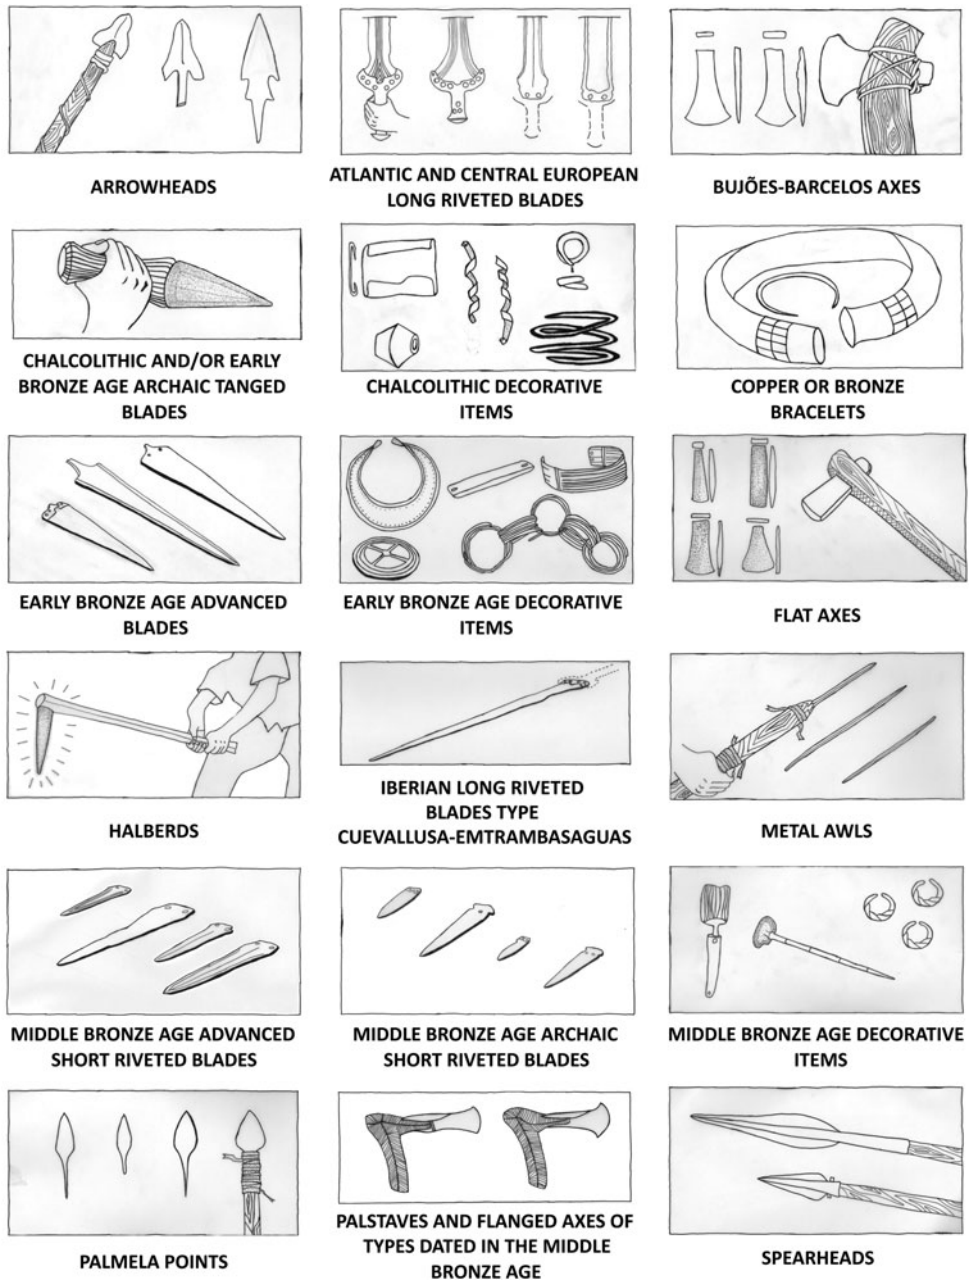 ARROWHEADS
ATLANTIC AND CENTRAL EUROPEAN
LONG RIVETED BLADES
BUJÕES-BARCELOS AXES
CHALCOLITHIC AND/OR EARLY
BRONZE AGE ARCHAIC TANGED
BLADES
CHALCOLITHIC DECORATIVE
ITEMS
COPPER OR BRONZE
BRACELETS
EARLY BRONZE AGE ADVANCED
BLADES
EARLY BRONZE AGE DECORATIVE
ITEMS
FLAT AXES
HALBERDS
IBERIAN LONG RIVETED
BLADES TYPE
CUEVALLUSA-EMTRAMBASAGUAS
METAL AWLS
MIDDLE BRONZE AGE ADVANCED
SHORT RIVETED BLADES
MIDDLE BRONZE AGE ARCHAIC
SHORT RIVETED BLADES
MIDDLE BRONZE AGE DECORATIVE
ITEMS
PALMELA POINTS
PALSTAVES AND FLANGED AXES OF
TYPES DATED IN THE MIDDLE
BRONZE AGE
SPEARHEADS